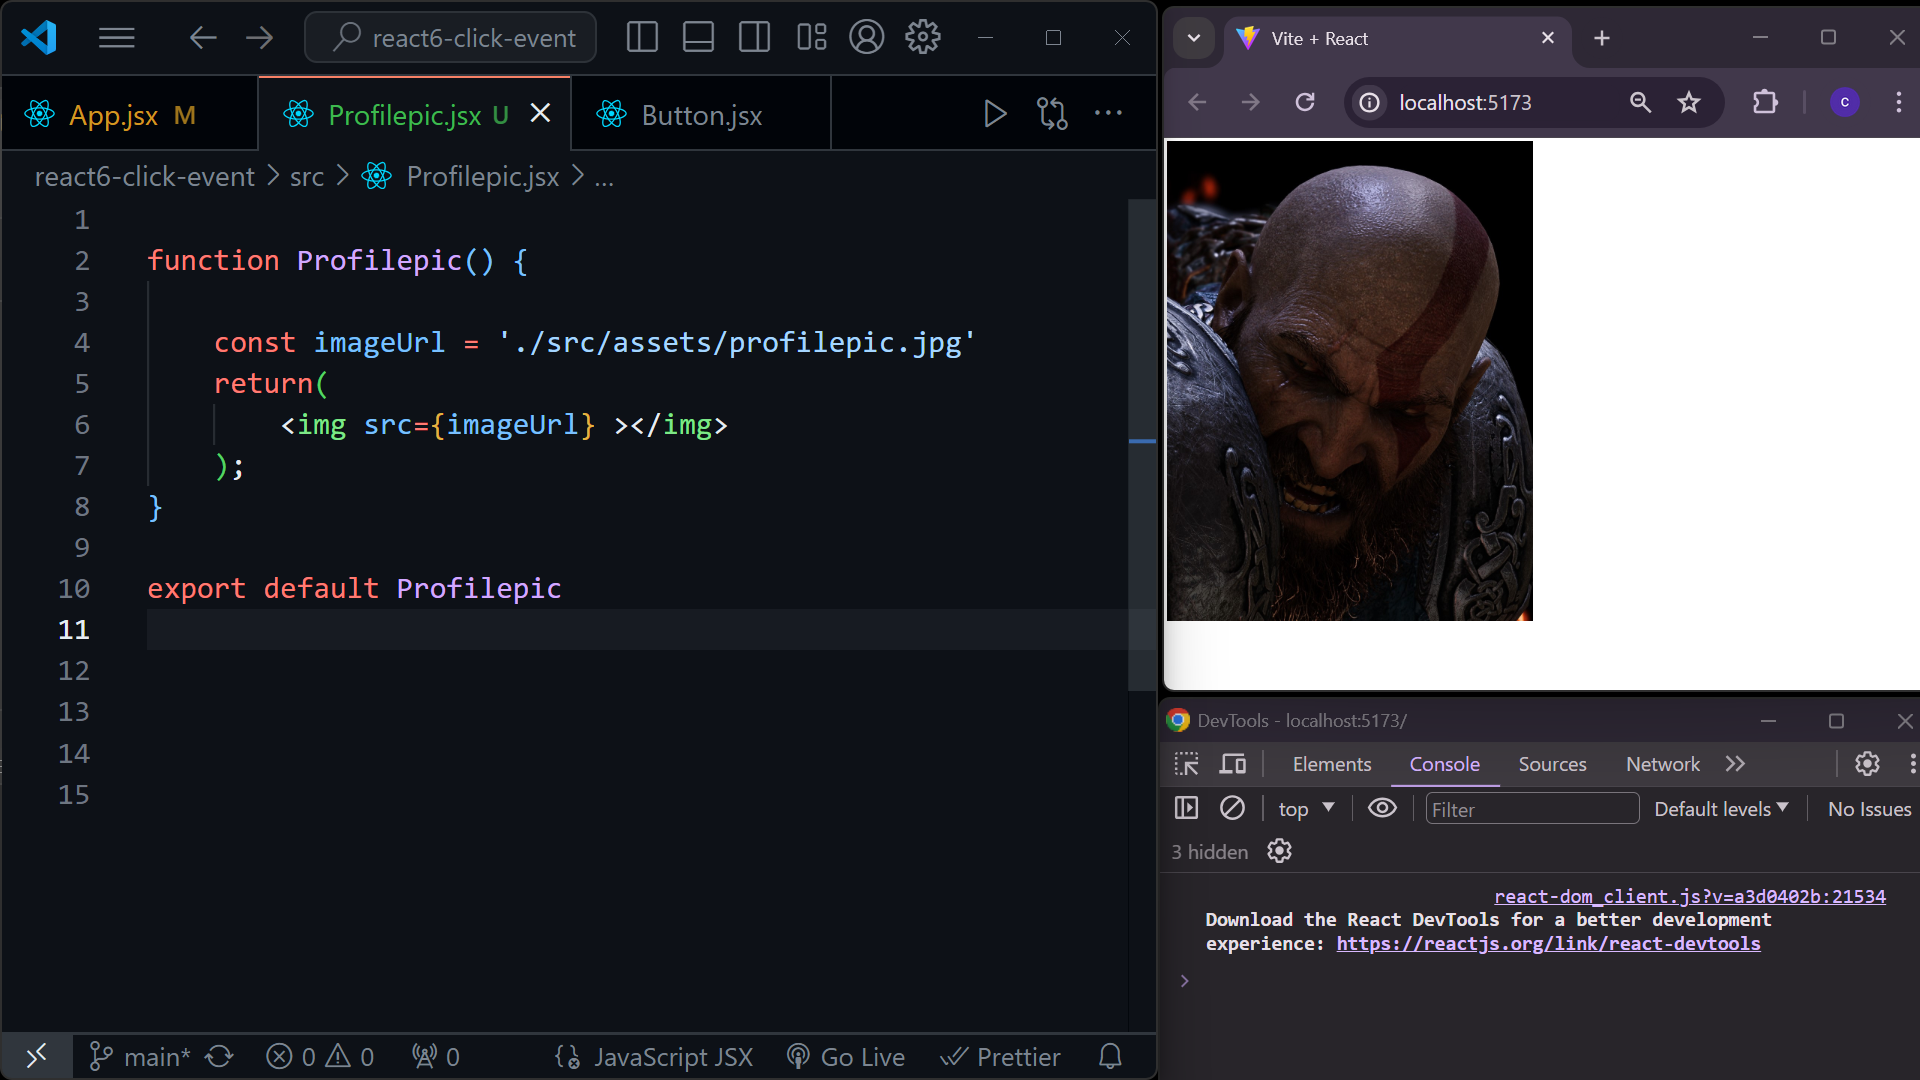 react6-click-event
App.jsx M
Profilepic.jsx U
Button.jsx
react6-click-event > src > Profilepic.jsx > ...
1
2 function Profilepic() {
3
4 const imageUrl = './src/assets/profilepic.jpg'
5 return(
6 <img src={imageUrl} ></img>
7 );
8 }
9
10 export default Profilepic
11
12
13
14
15
main* 0 0 0 JavaScript JSX Go Live Prettier
Vite + React
localhost:5173
c
DevTools - localhost:5173/
Elements Console Sources Network
top Filter Default levels No Issues
3 hidden
react-dom_client.js?v=a3d0402b:21534
Download the React DevTools for a better development
experience: https://reactjs.org/link/react-devtools